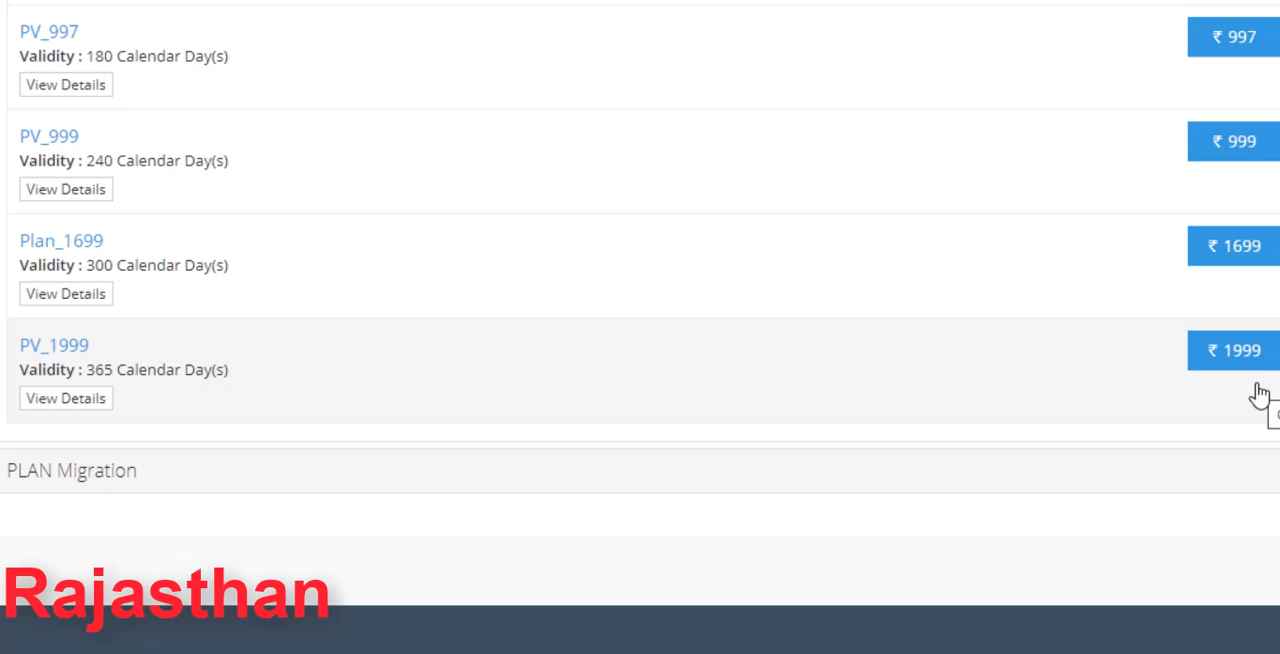 PV_997
₹ 997
Validity : 180 Calendar Day(s)
View Details
PV_999
₹ 999
Validity : 240 Calendar Day(s)
View Details
Plan_1699
₹ 1699
Validity : 300 Calendar Day(s)
View Details
PV_1999
₹ 1999
Validity : 365 Calendar Day(s)
View Details
PLAN Migration
Rajasthan